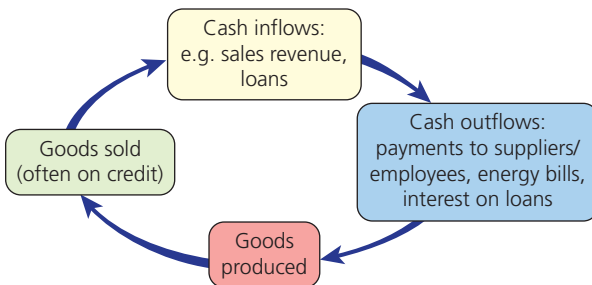 Cash inflows:
e.g. sales revenue,
loans
Cash outflows:
payments to suppliers/
employees, energy bills,
interest on loans
Goods
produced
Goods sold
(often on credit)